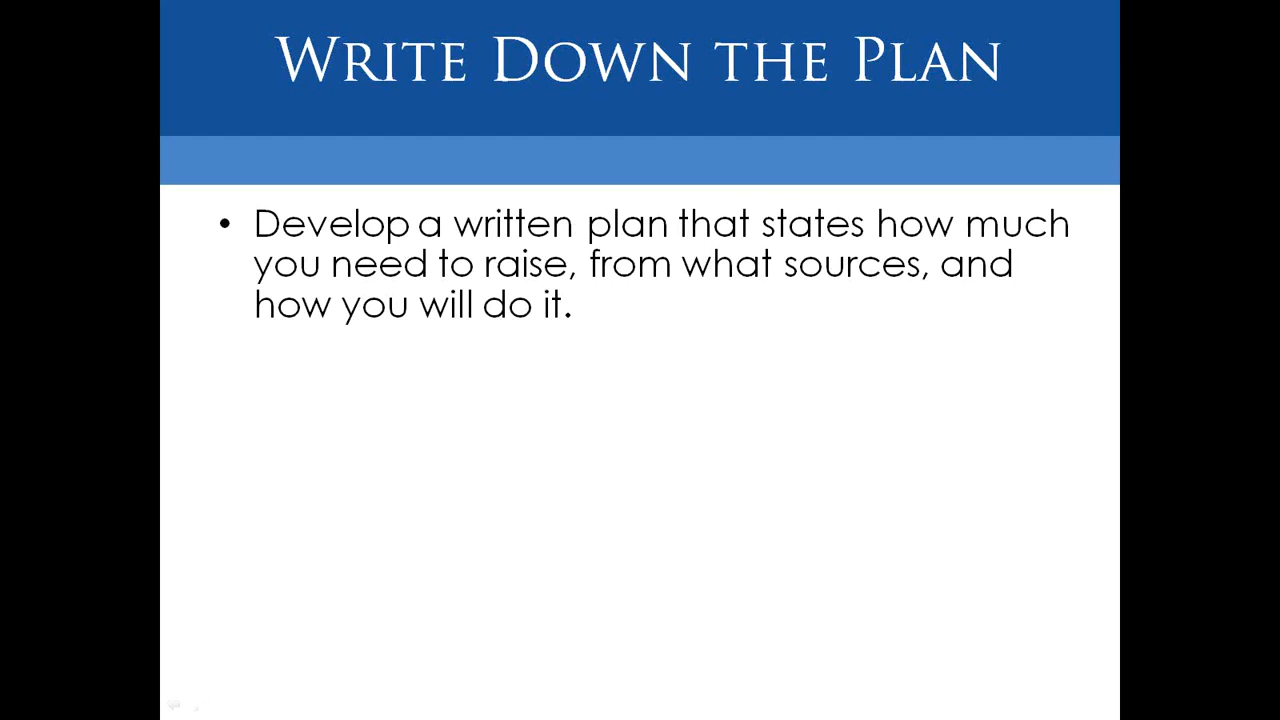 Write Down the Plan
• Develop a written plan that states how much
you need to raise, from what sources, and
how you will do it.